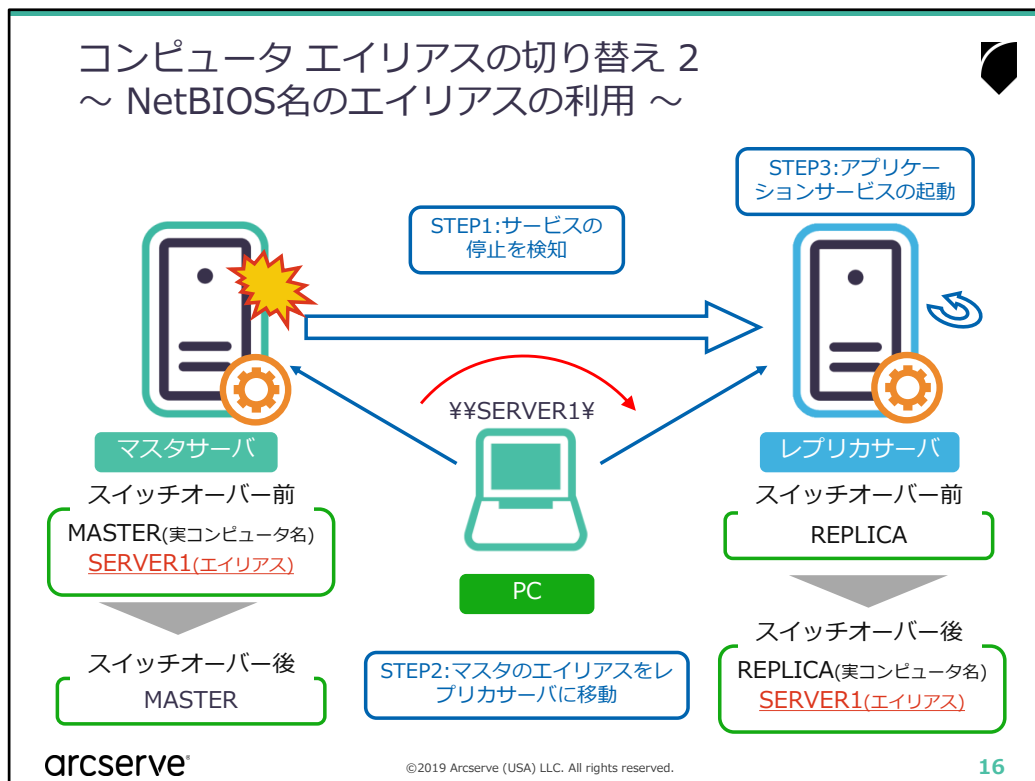 コンピュータ エイリアスの切り替え 2
～ NetBIOS名のエイリアスの利用 ～
STEP3:アプリケー
ションサービスの起動
STEP1:サービスの
停止を検知
¥¥SERVER1¥
マスタサーバ
レプリカサーバ
スイッチオーバー前
MASTER(実コンピュータ名)
SERVER1(エイリアス)
スイッチオーバー後
MASTER
PC
STEP2:マスタのエイリアスをレ
プリカサーバに移動
スイッチオーバー前
REPLICA
スイッチオーバー後
REPLICA(実コンピュータ名)
SERVER1(エイリアス)
arcserve®
©2019 Arcserve (USA) LLC. All rights reserved.
16